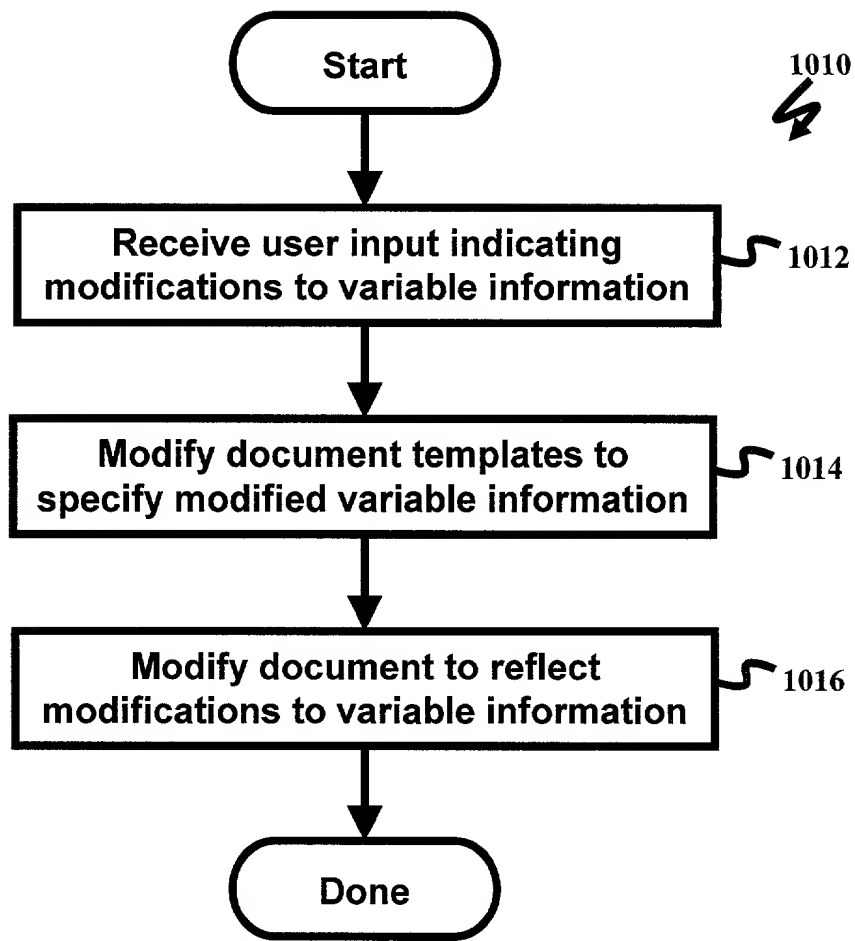 Start
1010
Receive user input indicating
modifications to variable information
1012
Modify document templates to
specify modified variable information
1014
Modify document to reflect
modifications to variable information
1016
Done